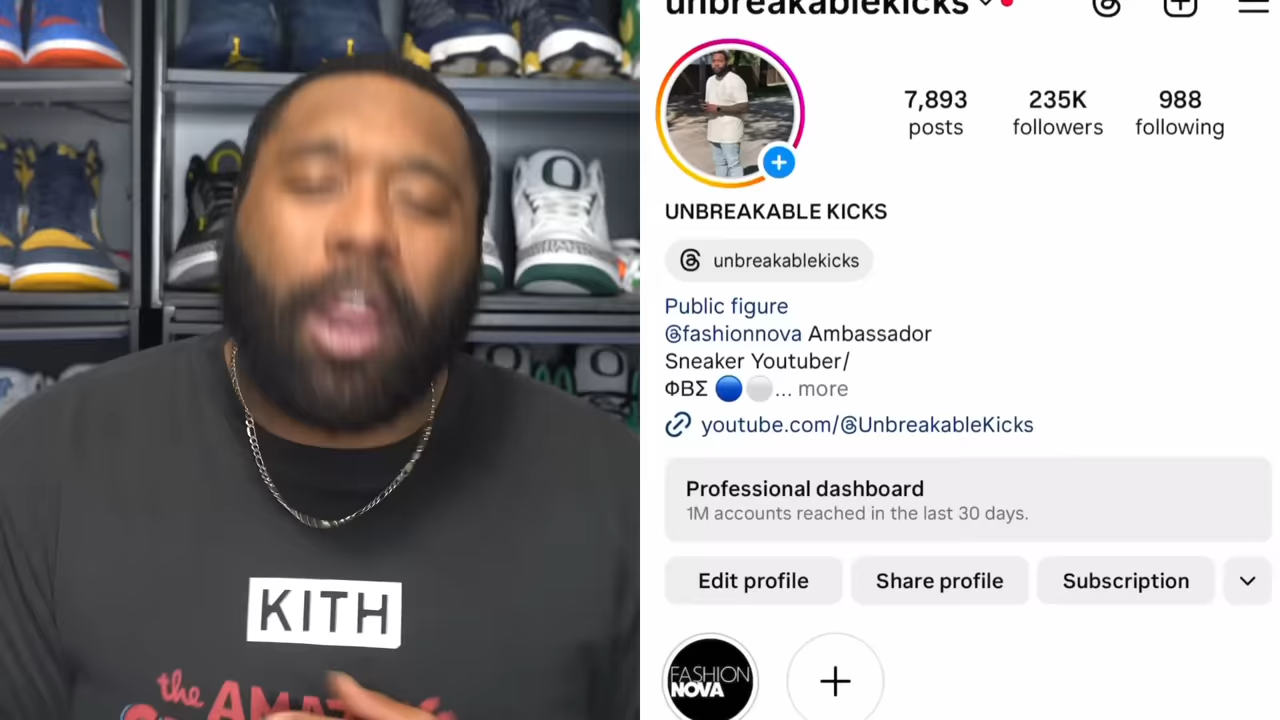 KITH
the AMAZ
unbreakablekicks
7,893
posts
235K
followers
988
following
UNBREAKABLE KICKS
unbreakablekicks
Public figure
@fashionnova Ambassador
Sneaker Youtuber/
ΦΒΣ 🔵⚪... more
youtube.com/@UnbreakableKicks
Professional dashboard
1M accounts reached in the last 30 days.
Edit profile
Share profile
Subscription
FASHION
NOVA